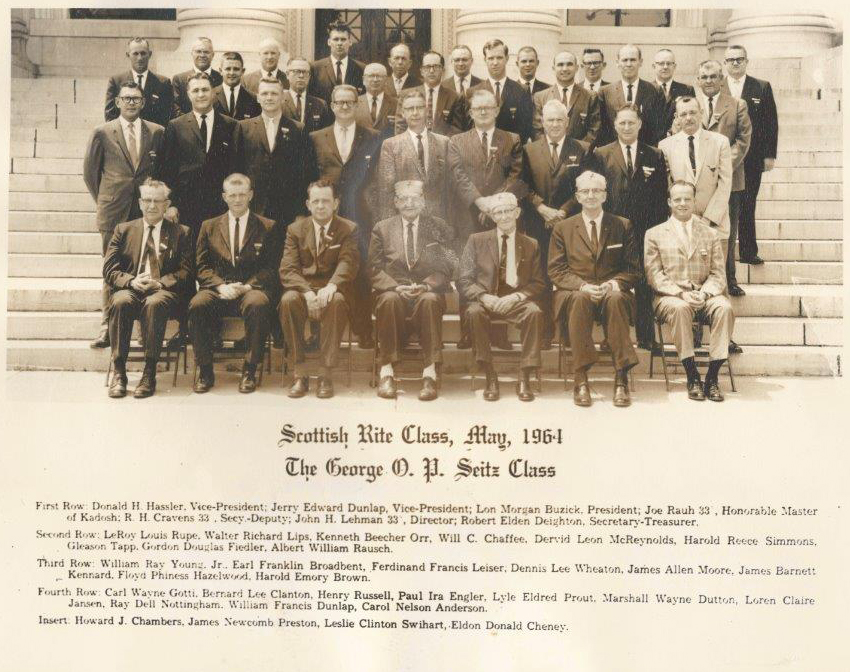 Scottish Rite Class, May, 1964
The George O. P. Seitz Class
First Row: Donald H. Hassler, Vice-President; Jerry Edward Dunlap, Vice-President; Lon Morgan Buzick, President; Joe Rauh 33°, Honorable Master
of Kadosh; R. H. Cravens 33°, Secy.-Deputy; John H. Lehman 33°, Director; Robert Elden Deighton, Secretary-Treasurer.
Second Row: LeRoy Louis Rupe, Walter Richard Lips, Kenneth Beecher Orr, Will C. Chaffee, Dervid Leon McReynolds, Harold Reece Simmons,
Gleason Tapp, Gordon Douglas Fiedler, Albert William Rausch.
Third Row: William Ray Young, Jr., Earl Franklin Broadbent, Ferdinand Francis Leiser, Dennis Lee Wheaton, James Allen Moore, James Barnett
Kennard, Floyd Phiness Hazelwood, Harold Emory Brown.
Fourth Row: Carl Wayne Gotti, Bernard Lee Clanton, Henry Russell, Paul Ira Engler, Lyle Eldred Prout, Marshall Wayne Dutton, Loren Claire
Jansen, Ray Dell Nottingham, William Francis Dunlap, Carol Nelson Anderson.
Insert: Howard J. Chambers, James Newcomb Preston, Leslie Clinton Swihart, Eldon Donald Cheney.